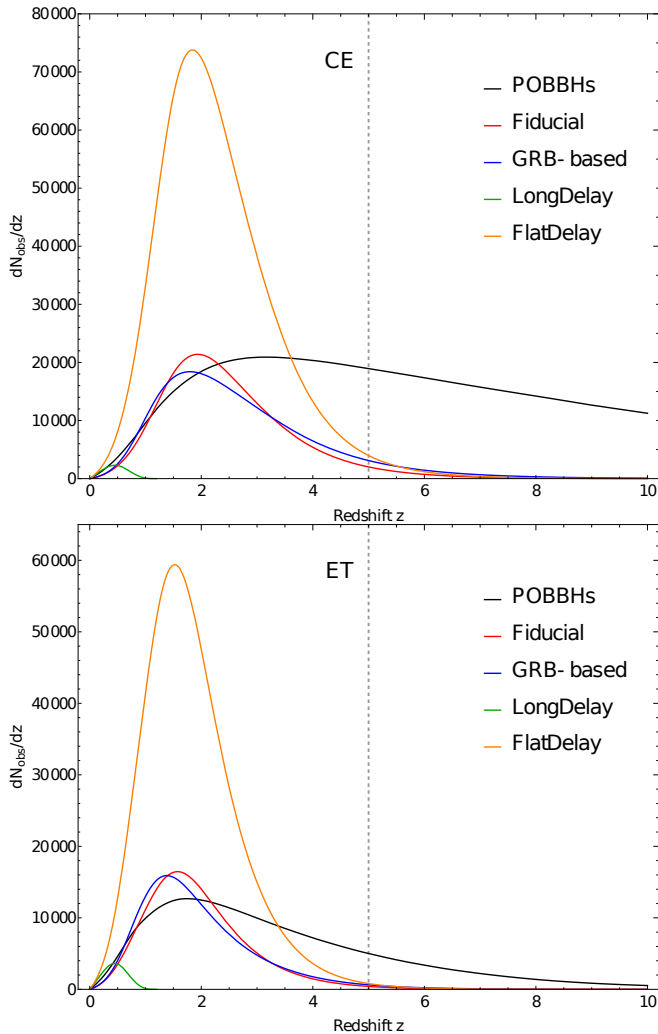 80000
70000
60000
50000
40000
30000
20000
10000
0
dN_obs/dz
CE
POBBHs
Fiducial
GRB- based
LongDelay
FlatDelay
0 2 4 6 8 10
Redshift z
60000
50000
40000
30000
20000
10000
0
dN_obs/dz
ET
POBBHs
Fiducial
GRB- based
LongDelay
FlatDelay
0 2 4 6 8 10
Redshift z